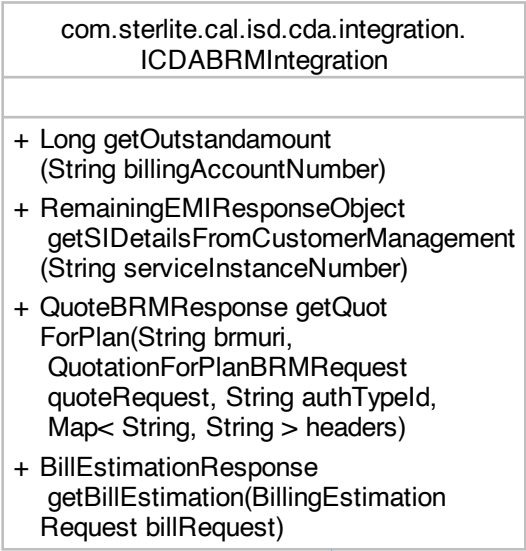 com.sterlite.cal.isd.cda.integration.
ICDABRMIntegration
+ Long getOutstandamount
(String billingAccountNumber)
+ RemainingEMIResponseObject
getSIDetailsFromCustomerManagement
(String serviceInstanceNumber)
+ QuoteBRMResponse getQuot
ForPlan(String brmuri,
QuotationForPlanBRMRequest
quoteRequest, String authTypeId,
Map< String, String > headers)
+ BillEstimationResponse
getBillEstimation(BillingEstimation
Request billRequest)